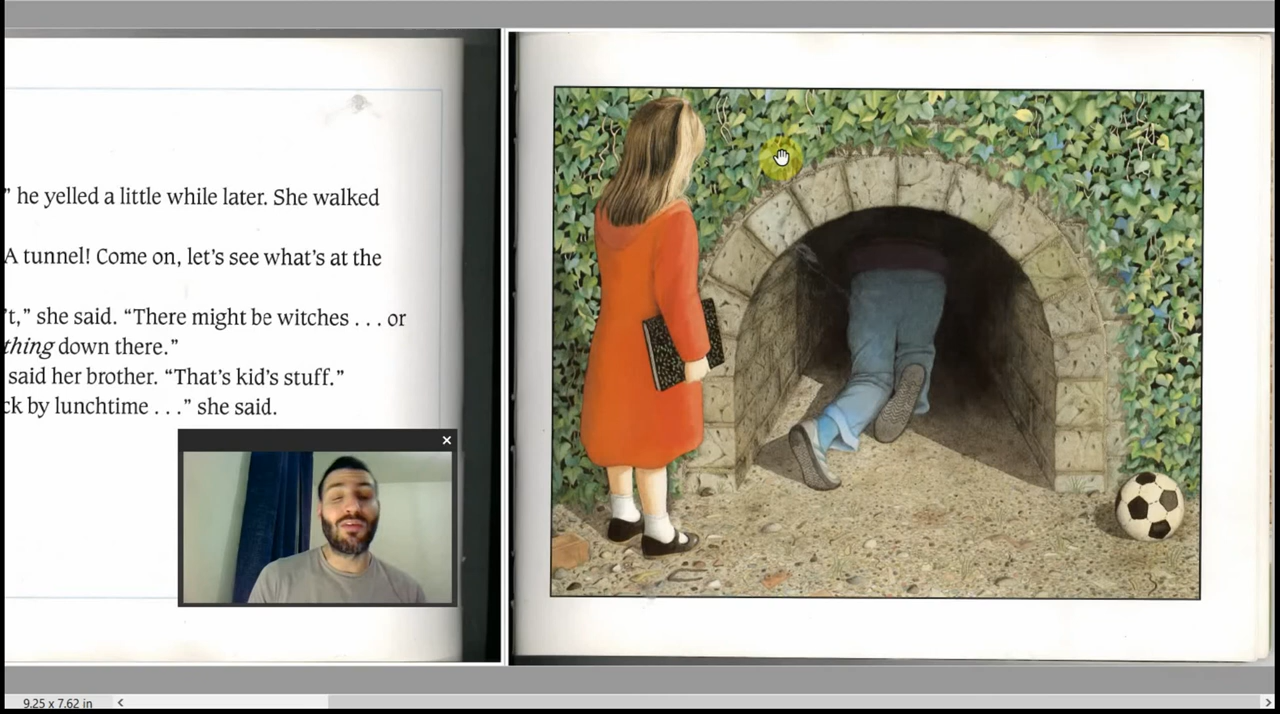 ” he yelled a little while later. She walked
A tunnel! Come on, let’s see what’s at the
’t,” she said. “There might be witches . . . or
thing down there.”
said her brother. “That’s kid’s stuff.”
ck by lunchtime . . .” she said.
9.25 x 7.62 in